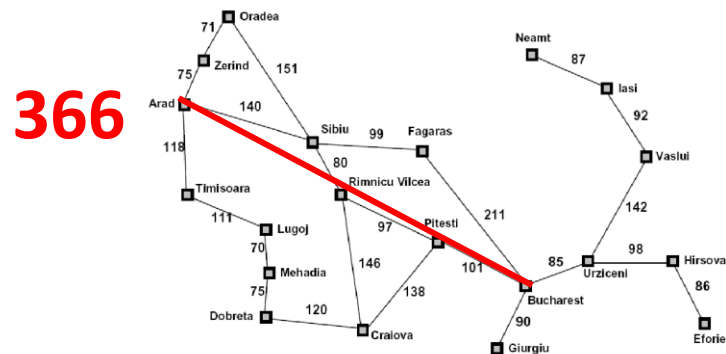 Oradea
71
Neamt
87
Zerind
75
151
Iasi
366
Arad
140
92
Sibiu
99
Fagaras
118
80
Vaslui
Rimnicu Vilcea
Timisoara
111
Lugoj
97
Pitesti
211
142
70
Mehadia
146
101
85
98
Hirsova
Urziceni
75
138
86
Bucharest
Dobreta
120
90
Craiova
Giurgiu
Eforie